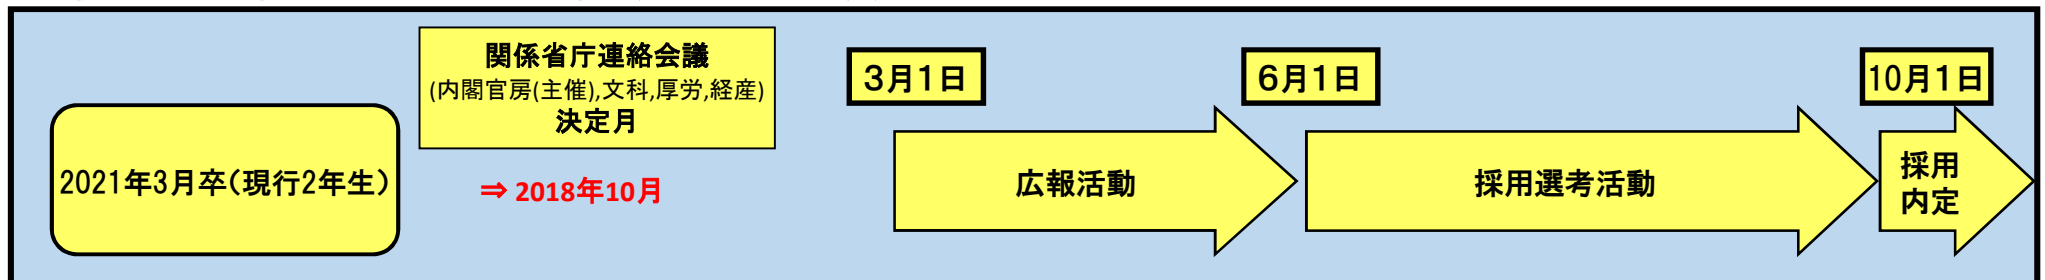 関係省庁連絡会議
(内閣官房(主催),文科,厚労,経産)
決定月
3月1日
6月1日
10月1日
2021年3月卒(現行2年生)
⇒ 2018年10月
広報活動
採用選考活動
採用
内定